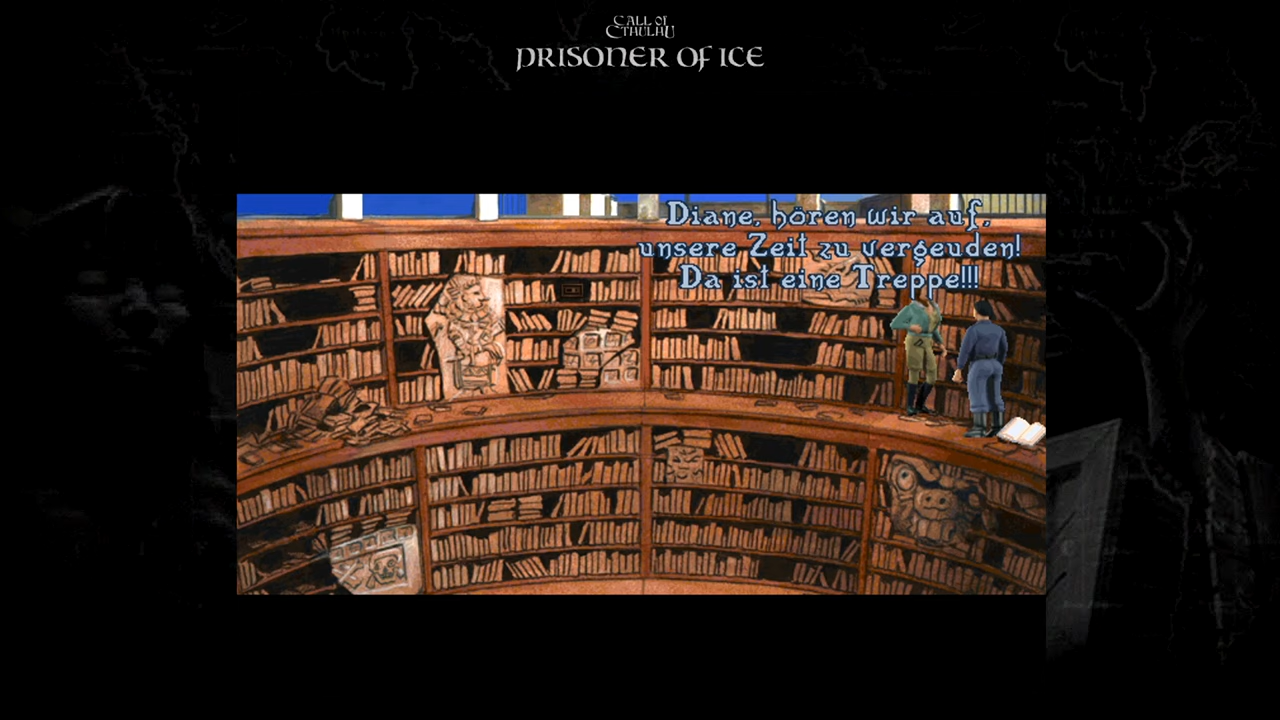 CALL OF
CTHULHU
PRISONER OF ICE
Diane, hören wir auf,
unsere Zeit zu vergeuden!
Da ist eine Treppe!!!